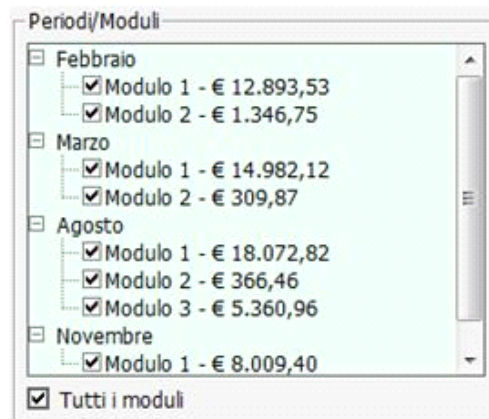 Periodi/Moduli
Febbraio
Modulo 1 - € 12.893,53
Modulo 2 - € 1.346,75
Marzo
Modulo 1 - € 14.982,12
Modulo 2 - € 309,87
Agosto
Modulo 1 - € 18.072,82
Modulo 2 - € 366,46
Modulo 3 - € 5.360,96
Novembre
Modulo 1 - € 8.009,40
Tutti i moduli